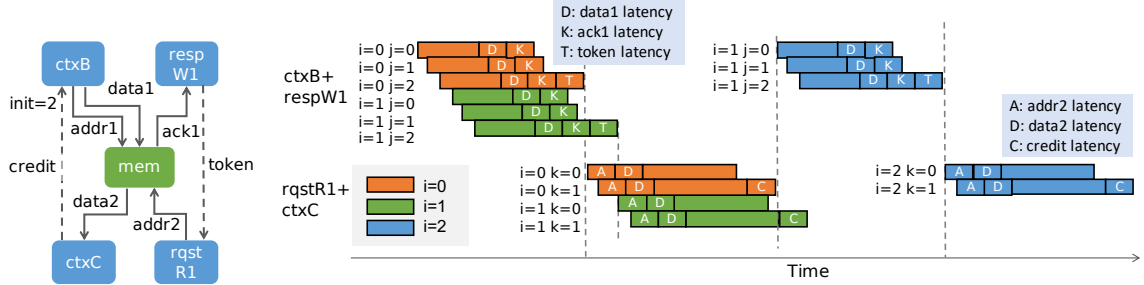 ctxB
resp
W1
init=2
data1
addr1
ack1
credit
mem
token
data2
addr2
ctxC
rqst
R1
D: data1 latency
K: ack1 latency
T: token latency
ctxB+
respW1
i=0 j=0
i=0 j=1
i=0 j=2
i=1 j=0
i=1 j=1
i=1 j=2
D K
D K
D K T
D K
D K
D K T
i=1 j=0
i=1 j=1
i=1 j=2
D K
D K
D K T
A: addr2 latency
D: data2 latency
C: credit latency
rqstR1+
ctxC
i=0 k=0
i=0 k=1
i=1 k=0
i=1 k=1
A D
A D C
A D
A D C
i=2 k=0
i=2 k=1
A D
A D C
i=0
i=1
i=2
Time